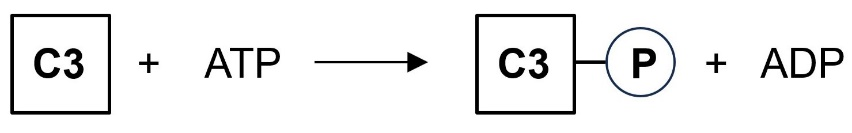 C3 + ATP → C3 P + ADP